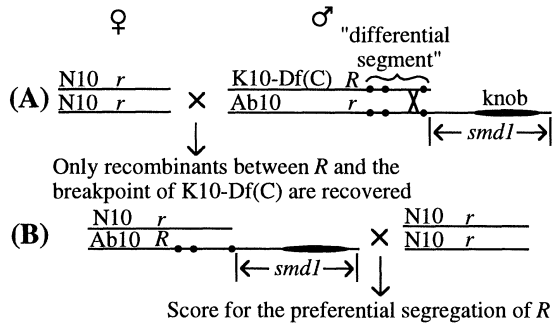 ♀ ♂
"differential
segment"
(A) N10 r × K10-Df(C) R
N10 r Ab10 r knob
smd1
Only recombinants between R and the
breakpoint of K10-Df(C) are recovered
(B) N10 r × N10 r
Ab10 R N10 r
smd1
Score for the preferential segregation of R